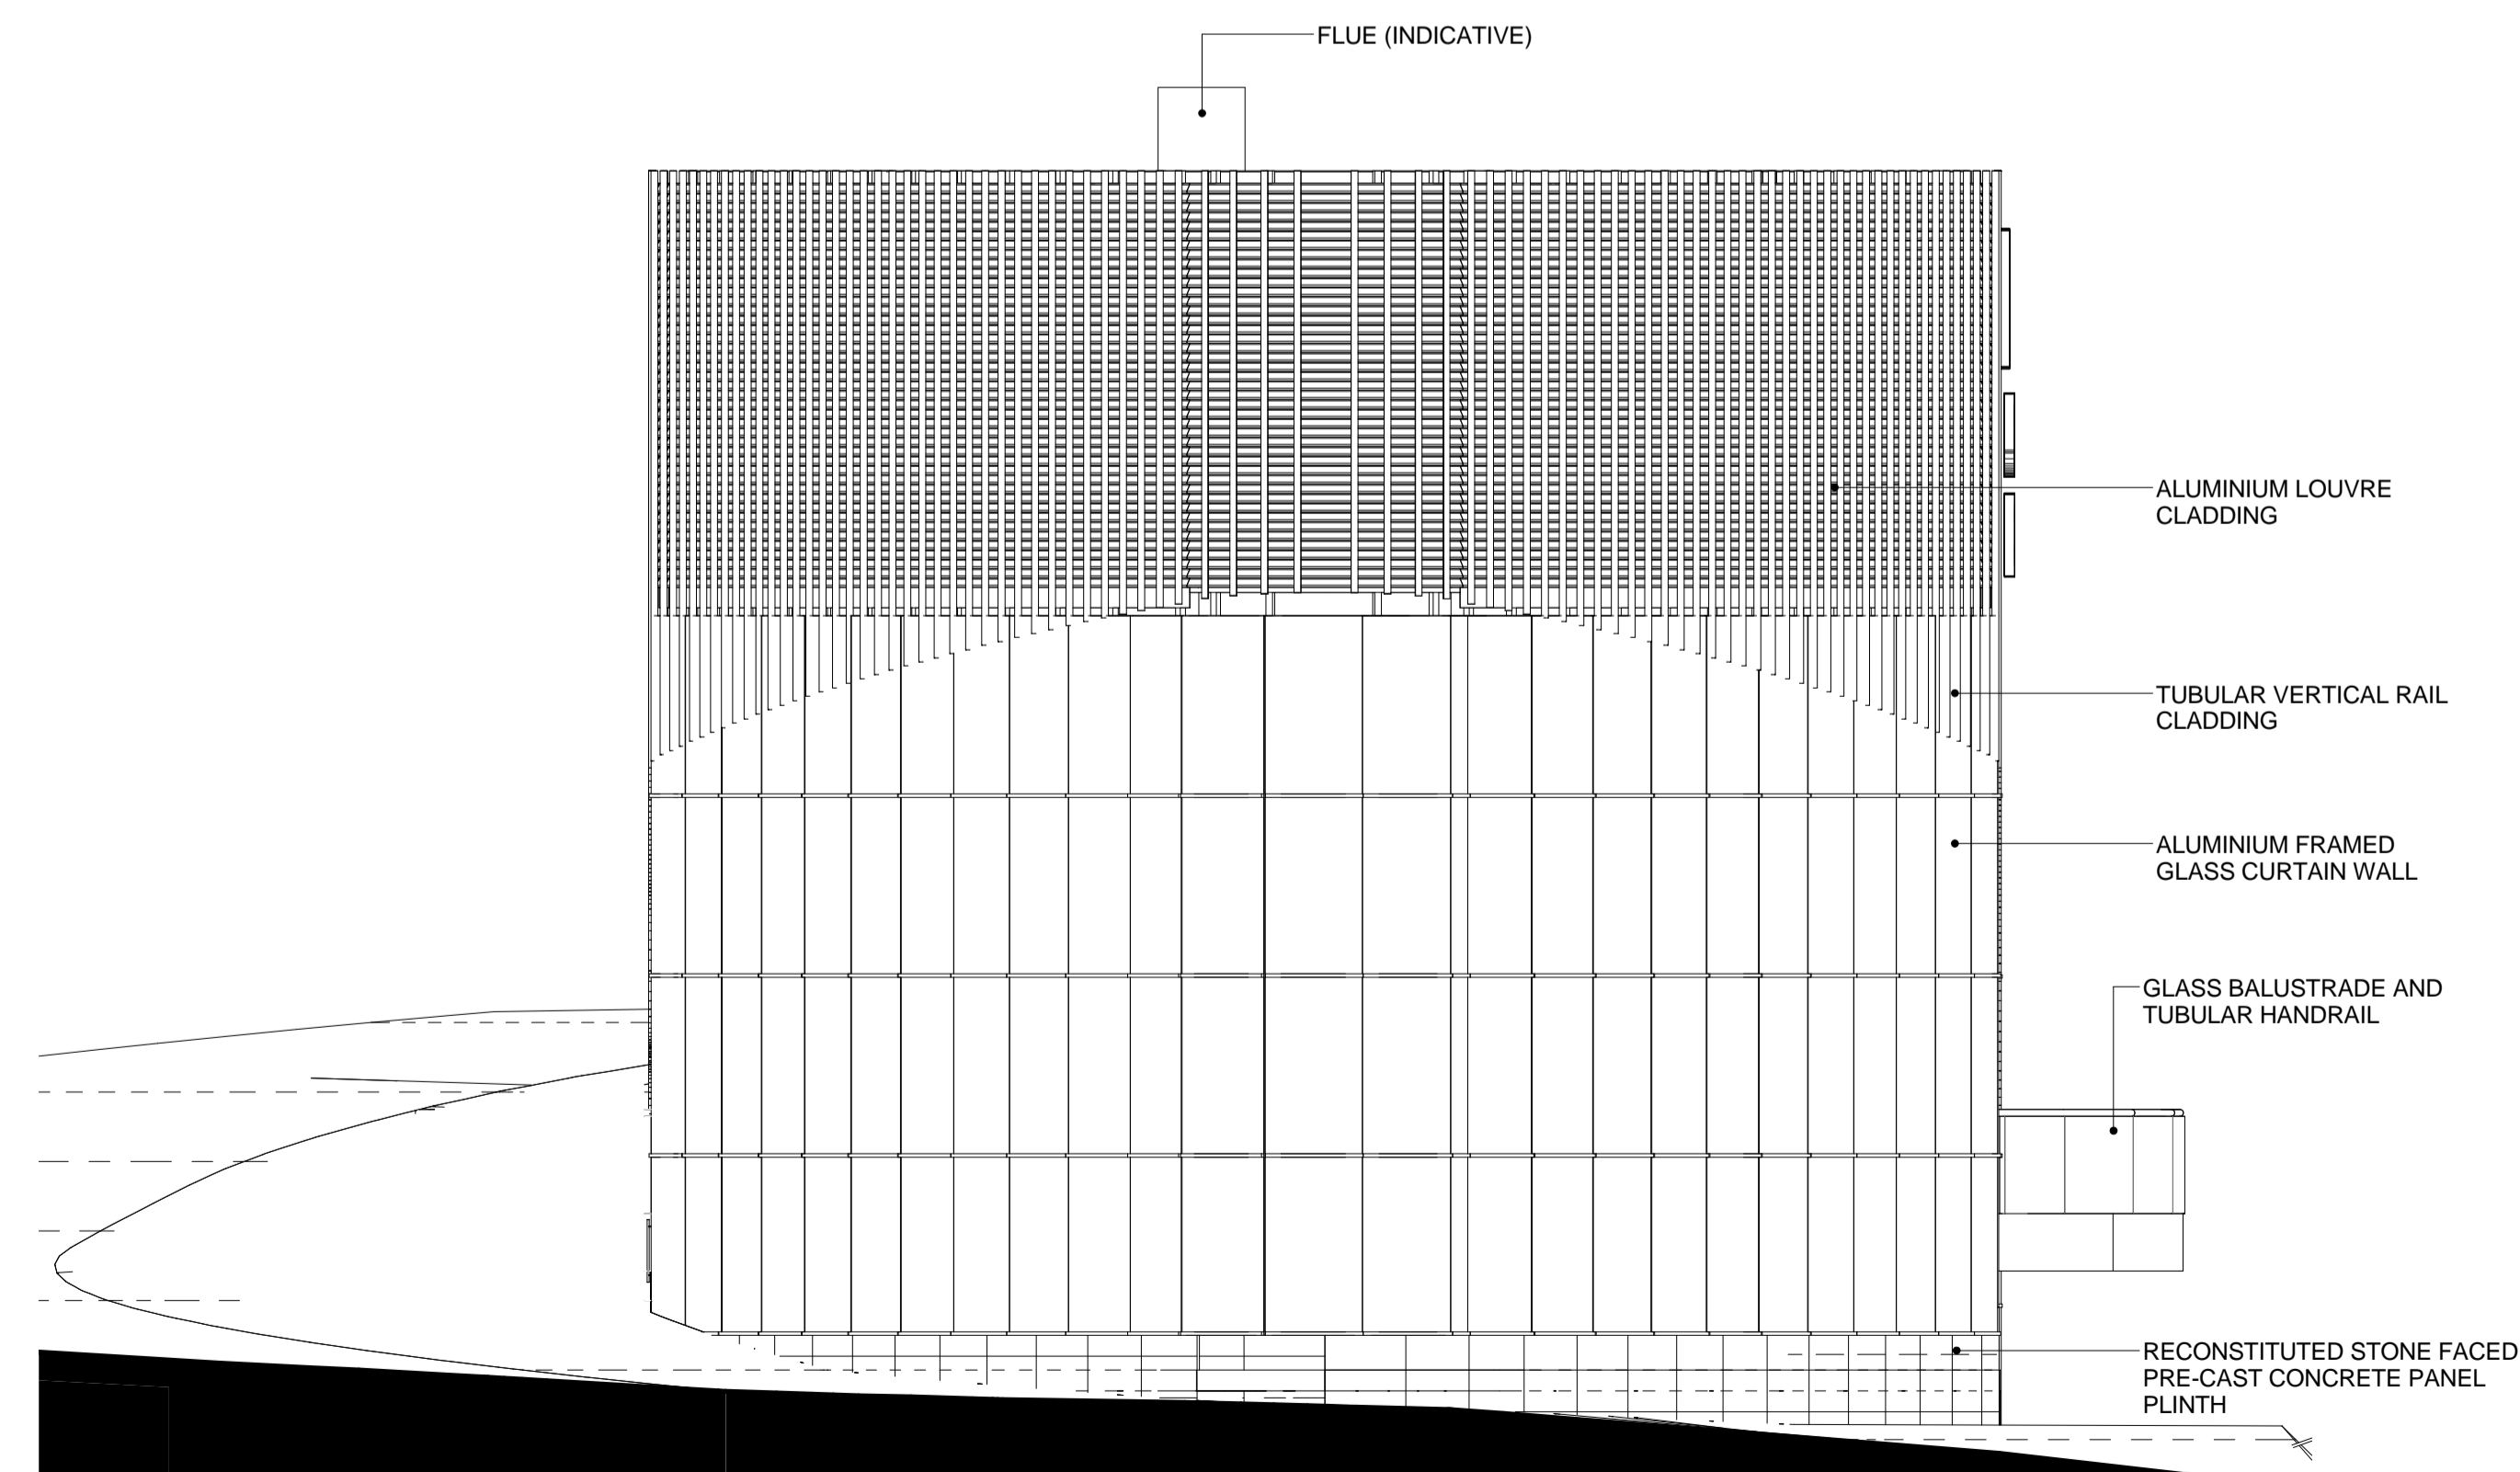 FLUE (INDICATIVE)
ALUMINIUM LOUVRE
CLADDING
TUBULAR VERTICAL RAIL
CLADDING
ALUMINIUM FRAMED
GLASS CURTAIN WALL
GLASS BALUSTRADE AND
TUBULAR HANDRAIL
RECONSTITUTED STONE FACED
PRE-CAST CONCRETE PANEL
PLINTH